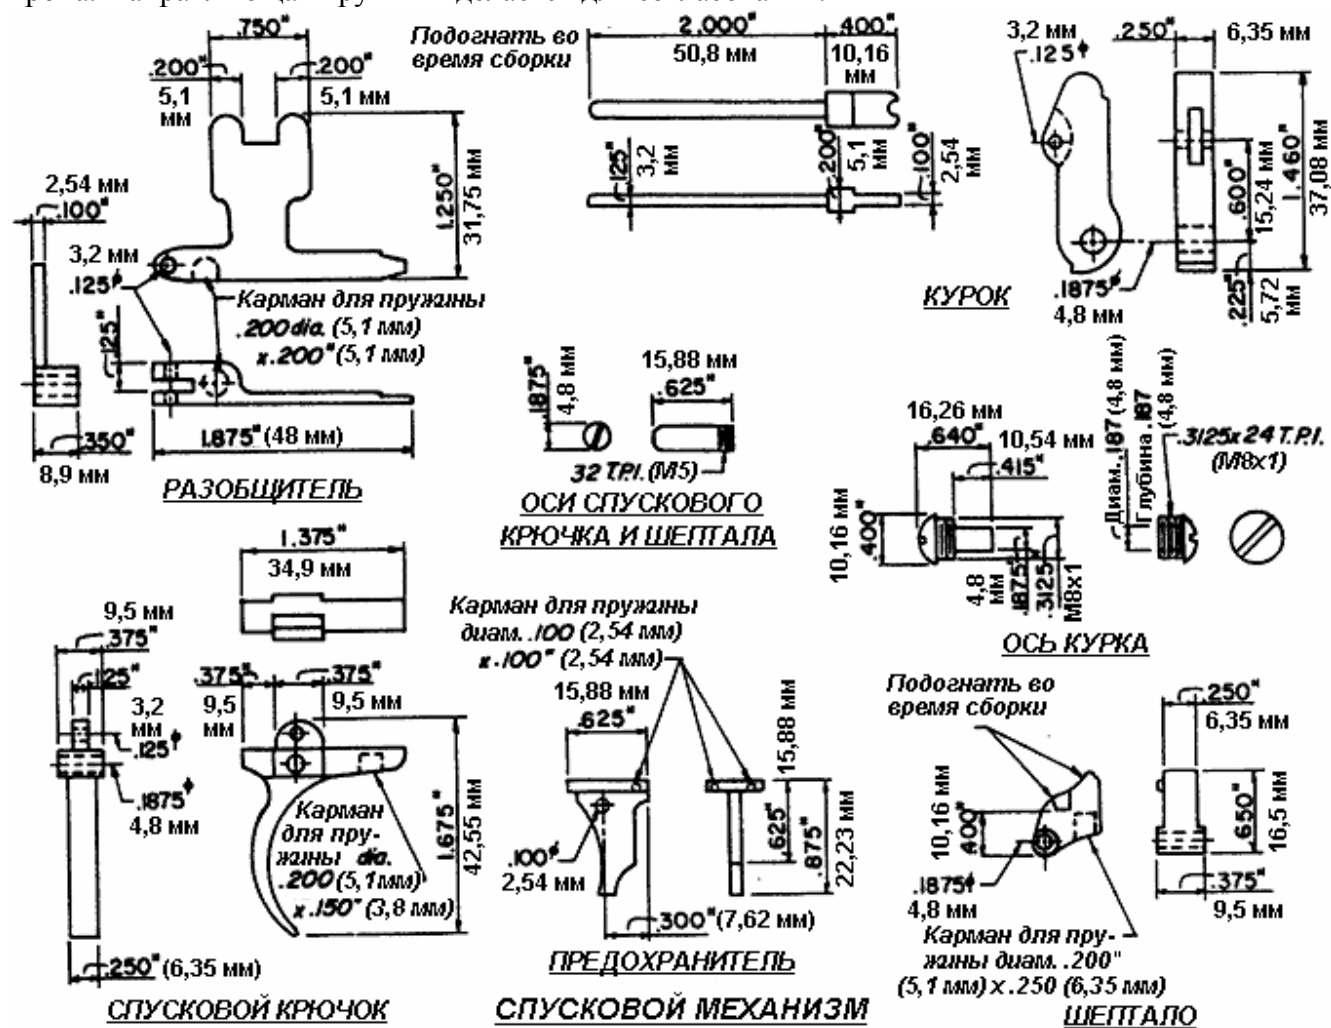 .750"
.200"
.200"
5,1 мм
5,1 мм
1.250"
31,75 мм
2,54 мм
.100"
3,2 мм
.125ϕ
Карман для пружины
.200 dia. (5,1 мм)
x .200" (5,1 мм)
.125"
.350"
8,9 мм
1.875" (48 мм)
РАЗОБЩИТЕЛЬ
Подогнать во
время сборки
2.000"
50,8 мм
.400"
10,16 мм
.125"
3,2 мм
.200"
5,1 мм
.100"
2,54 мм
3,2 мм
.125ϕ
.250"
6,35 мм
.600"
15,24 мм
1.460"
37,08 мм
.1875ϕ
4,8 мм
.225"
5,72 мм
КУРОК
.1875"
4,8 мм
15,88 мм
.625"
32 T.P.I. (М5)
ОСИ СПУСКОВОГО
КРЮЧКА И ШЕПТАЛА
16,26 мм
.640"
10,54 мм
.415"
10,16 мм
.400"
4,8 мм
.1875"
.3125"
М8х1
Диам. .187 (4,8 мм)
Глубина .187
(4,8 мм)
.3125x24 T.P.I.
(М8х1)
ОСЬ КУРКА
1.375"
34,9 мм
9,5 мм
.375"
.125"
3,2 мм
.125ϕ
.1875ϕ
4,8 мм
.250" (6,35 мм)
.375"
9,5 мм
.375"
9,5 мм
Карман
для пру-
жины dia.
.200 (5,1мм)
x .150" (3,8 мм)
1.675"
42,55 мм
СПУСКОВОЙ КРЮЧОК
Карман для пружины
диам. .100 (2,54 мм)
x .100" (2,54 мм)
15,88 мм
.625"
.100ϕ
2,54 мм
.300" (7,62 мм)
15,88 мм
.625"
.875"
22,23 мм
ПРЕДОХРАНИТЕЛЬ
СПУСКОВОЙ МЕХАНИЗМ
Подогнать во
время сборки
10,16 мм
.400"
.1875ϕ
4,8 мм
Карман для пру-
жины диам. .200"
(5,1 мм) x .250 (6,35 мм)
.250"
6,35 мм
.650"
16,5 мм
.375"
9,5 мм
ШЕПТАЛО